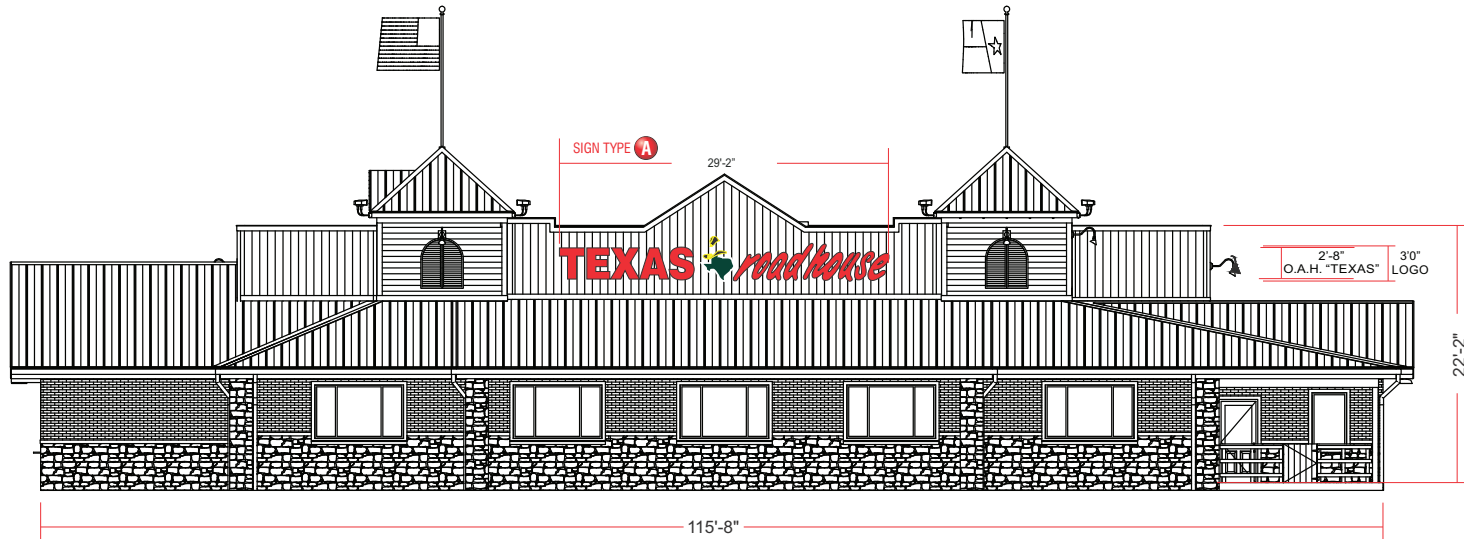 SIGN TYPE A
29'-2"
TEXAS roadhouse
2'-8"
O.A.H. "TEXAS"
3'0"
LOGO
22'-2"
115'-8"